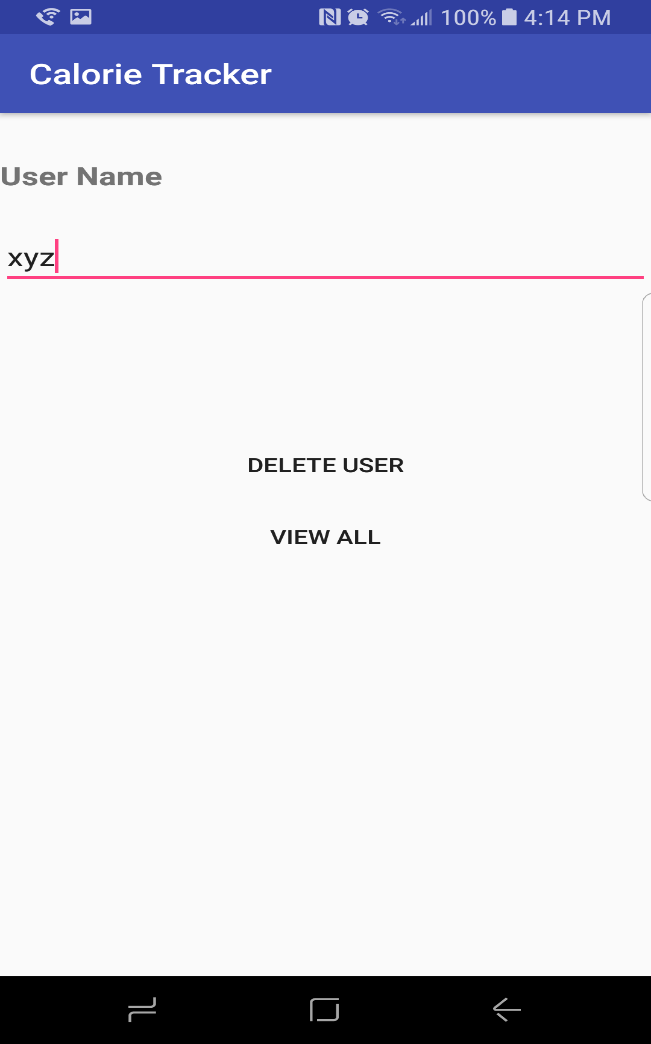 100% 4:14 PM
Calorie Tracker
User Name
xyz
DELETE USER
VIEW ALL